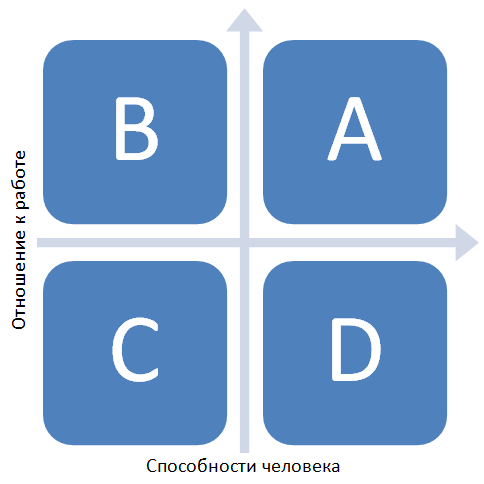 B
A
Отношение к работе
C
D
Способности человека